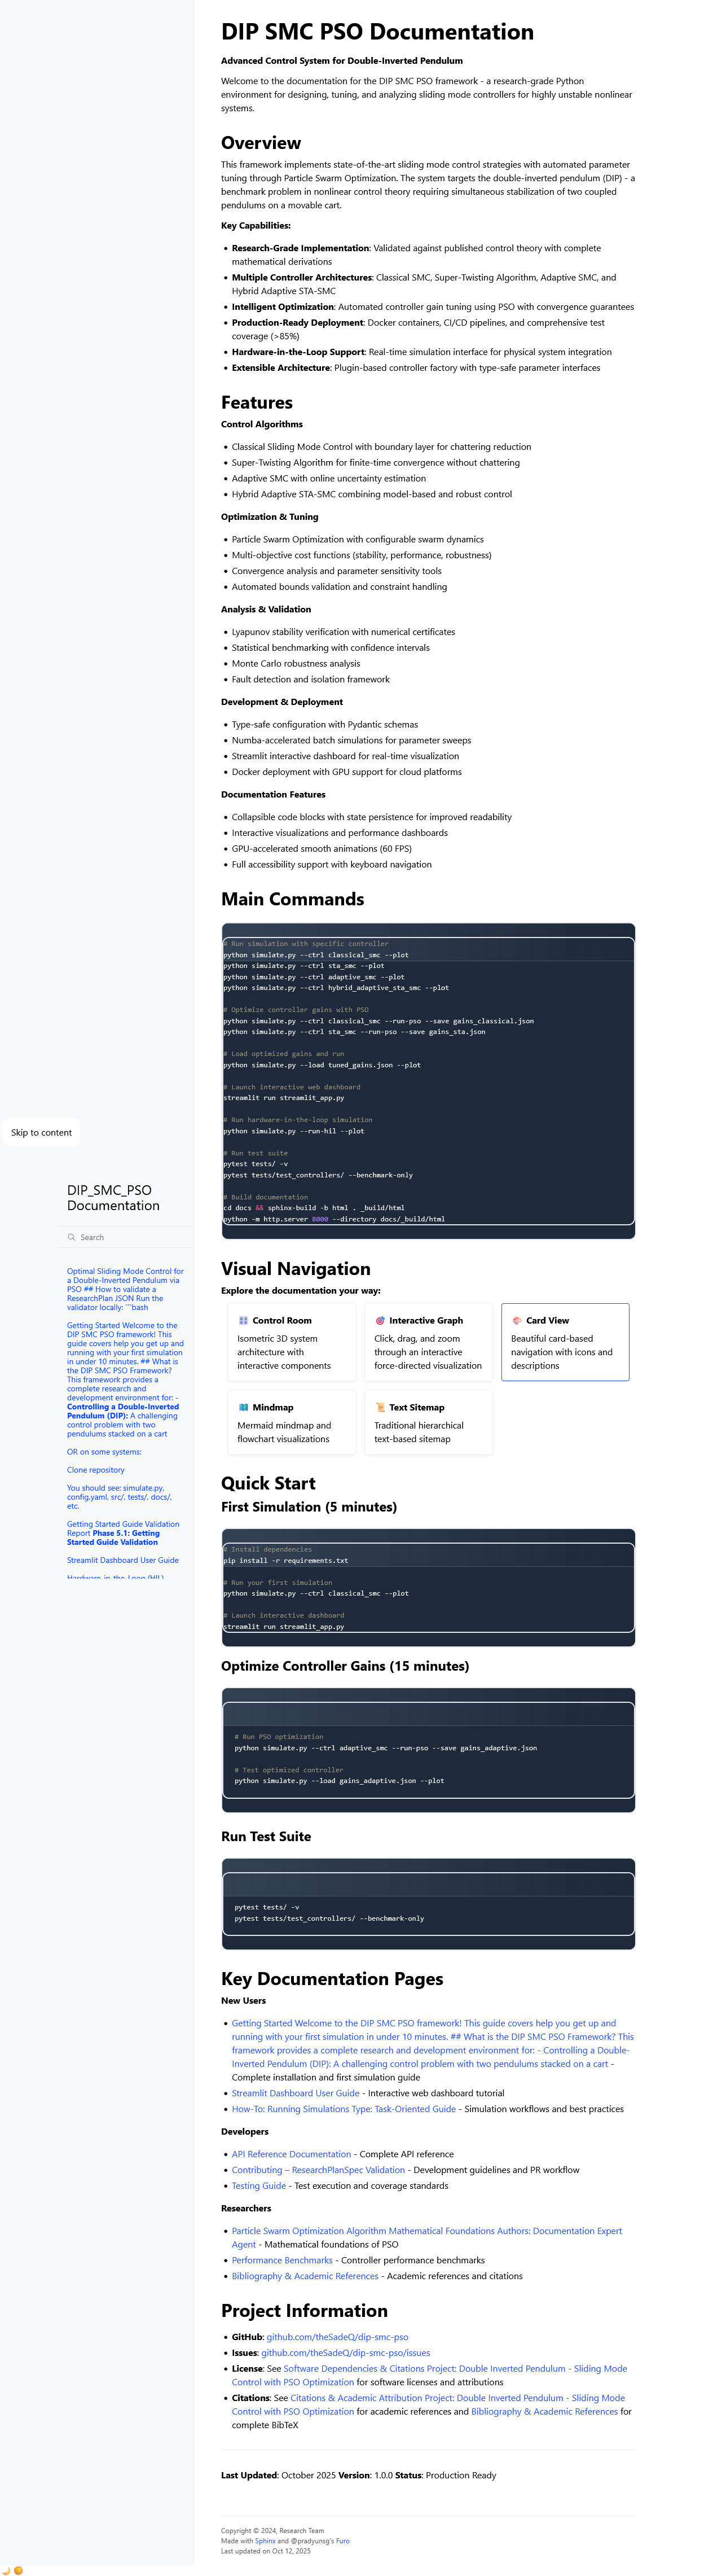 DIP SMC PSO Documentation
Advanced Control System for Double-Inverted Pendulum
Welcome to the documentation for the DIP SMC PSO framework - a research-grade Python
environment for designing, tuning, and analyzing sliding mode controllers for highly unstable nonlinear
systems.
Overview
This framework implements state-of-the-art sliding mode control strategies with automated parameter
tuning through Particle Swarm Optimization. The system targets the double-inverted pendulum (DIP) - a
benchmark problem in nonlinear control theory requiring simultaneous stabilization of two coupled
pendulums on a movable cart.
Key Capabilities:
• Research-Grade Implementation: Validated against published control theory with complete
mathematical derivations
• Multiple Controller Architectures: Classical SMC, Super-Twisting Algorithm, Adaptive SMC, and
Hybrid Adaptive STA-SMC
• Intelligent Optimization: Automated controller gain tuning using PSO with convergence guarantees
• Production-Ready Deployment: Docker containers, CI/CD pipelines, and comprehensive test
coverage (>85%)
• Hardware-in-the-Loop Support: Real-time simulation interface for physical system integration
• Extensible Architecture: Plugin-based controller factory with type-safe parameter interfaces
Features
Control Algorithms
• Classical Sliding Mode Control with boundary layer for chattering reduction
• Super-Twisting Algorithm for finite-time convergence without chattering
• Adaptive SMC with online uncertainty estimation
• Hybrid Adaptive STA-SMC combining model-based and robust control
Optimization & Tuning
• Particle Swarm Optimization with configurable swarm dynamics
• Multi-objective cost functions (stability, performance, robustness)
• Convergence analysis and parameter sensitivity tools
• Automated bounds validation and constraint handling
Analysis & Validation
• Lyapunov stability verification with numerical certificates
• Statistical benchmarking with confidence intervals
• Monte Carlo robustness analysis
• Fault detection and isolation framework
Development & Deployment
• Type-safe configuration with Pydantic schemas
• Numba-accelerated batch simulations for parameter sweeps
• Streamlit interactive dashboard for real-time visualization
• Docker deployment with GPU support for cloud platforms
Documentation Features
• Collapsible code blocks with state persistence for improved readability
• Interactive visualizations and performance dashboards
• GPU-accelerated smooth animations (60 FPS)
• Full accessibility support with keyboard navigation
Main Commands
# Run simulation with specific controller
python simulate.py --ctrl classical_smc --plot
python simulate.py --ctrl sta_smc --plot
python simulate.py --ctrl adaptive_smc --plot
python simulate.py --ctrl hybrid_adaptive_sta_smc --plot
# Optimize controller gains with PSO
python simulate.py --ctrl classical_smc --run-pso --save gains_classical.json
python simulate.py --ctrl sta_smc --run-pso --save gains_sta.json
# Load optimized gains and run
python simulate.py --load tuned_gains.json --plot
# Launch interactive web dashboard
streamlit run streamlit_app.py
# Run hardware-in-the-loop simulation
python simulate.py --run-hil --plot
# Run test suite
pytest tests/ -v
pytest tests/test_controllers/ --benchmark-only
# Build documentation
cd docs && sphinx-build -b html . _build/html
python -m http.server 8000 --directory docs/_build/html
Skip to content
DIP_SMC_PSO
Documentation
Search
Optimal Sliding Mode Control for
a Double-Inverted Pendulum via
PSO ## How to validate a
ResearchPlan JSON Run the
validator locally: ```bash
Getting Started Welcome to the
DIP SMC PSO framework! This
guide covers help you get up and
running with your first simulation
in under 10 minutes. ## What is
the DIP SMC PSO Framework?
This framework provides a
complete research and
development environment for: -
Controlling a Double-Inverted
Pendulum (DIP): A challenging
control problem with two
pendulums stacked on a cart
OR on some systems:
Clone repository
You should see: simulate.py,
config.yaml, src/, tests/, docs/,
etc.
Getting Started Guide Validation
Report Phase 5.1: Getting
Started Guide Validation
Streamlit Dashboard User Guide
Hardware-in-the-Loop (HIL)
Visual Navigation
Explore the documentation your way:
Control Room
Isometric 3D system
architecture with
interactive components
Interactive Graph
Click, drag, and zoom
through an interactive
force-directed visualization
Card View
Beautiful card-based
navigation with icons and
descriptions
Mindmap
Mermaid mindmap and
flowchart visualizations
Text Sitemap
Traditional hierarchical
text-based sitemap
Quick Start
First Simulation (5 minutes)
# Install dependencies
pip install -r requirements.txt
# Run your first simulation
python simulate.py --ctrl classical_smc --plot
# Launch interactive dashboard
streamlit run streamlit_app.py
Optimize Controller Gains (15 minutes)
# Run PSO optimization
python simulate.py --ctrl adaptive_smc --run-pso --save gains_adaptive.json
# Test optimized controller
python simulate.py --load gains_adaptive.json --plot
Run Test Suite
pytest tests/ -v
pytest tests/test_controllers/ --benchmark-only
Key Documentation Pages
New Users
• Getting Started Welcome to the DIP SMC PSO framework! This guide covers help you get up and
running with your first simulation in under 10 minutes. ## What is the DIP SMC PSO Framework? This
framework provides a complete research and development environment for: - Controlling a Double-
Inverted Pendulum (DIP): A challenging control problem with two pendulums stacked on a cart -
Complete installation and first simulation guide
• Streamlit Dashboard User Guide - Interactive web dashboard tutorial
• How-To: Running Simulations Type: Task-Oriented Guide - Simulation workflows and best practices
Developers
• API Reference Documentation - Complete API reference
• Contributing – ResearchPlanSpec Validation - Development guidelines and PR workflow
• Testing Guide - Test execution and coverage standards
Researchers
• Particle Swarm Optimization Algorithm Mathematical Foundations Authors: Documentation Expert
Agent - Mathematical foundations of PSO
• Performance Benchmarks - Controller performance benchmarks
• Bibliography & Academic References - Academic references and citations
Project Information
• GitHub: github.com/theSadeQ/dip-smc-pso
• Issues: github.com/theSadeQ/dip-smc-pso/issues
• License: See Software Dependencies & Citations Project: Double Inverted Pendulum - Sliding Mode
Control with PSO Optimization for software licenses and attributions
• Citations: See Citations & Academic Attribution Project: Double Inverted Pendulum - Sliding Mode
Control with PSO Optimization for academic references and Bibliography & Academic References for
complete BibTeX
Last Updated: October 2025 Version: 1.0.0 Status: Production Ready
Copyright © 2024, Research Team
Made with Sphinx and @pradyunsg's Furo
Last updated on Oct 12, 2025